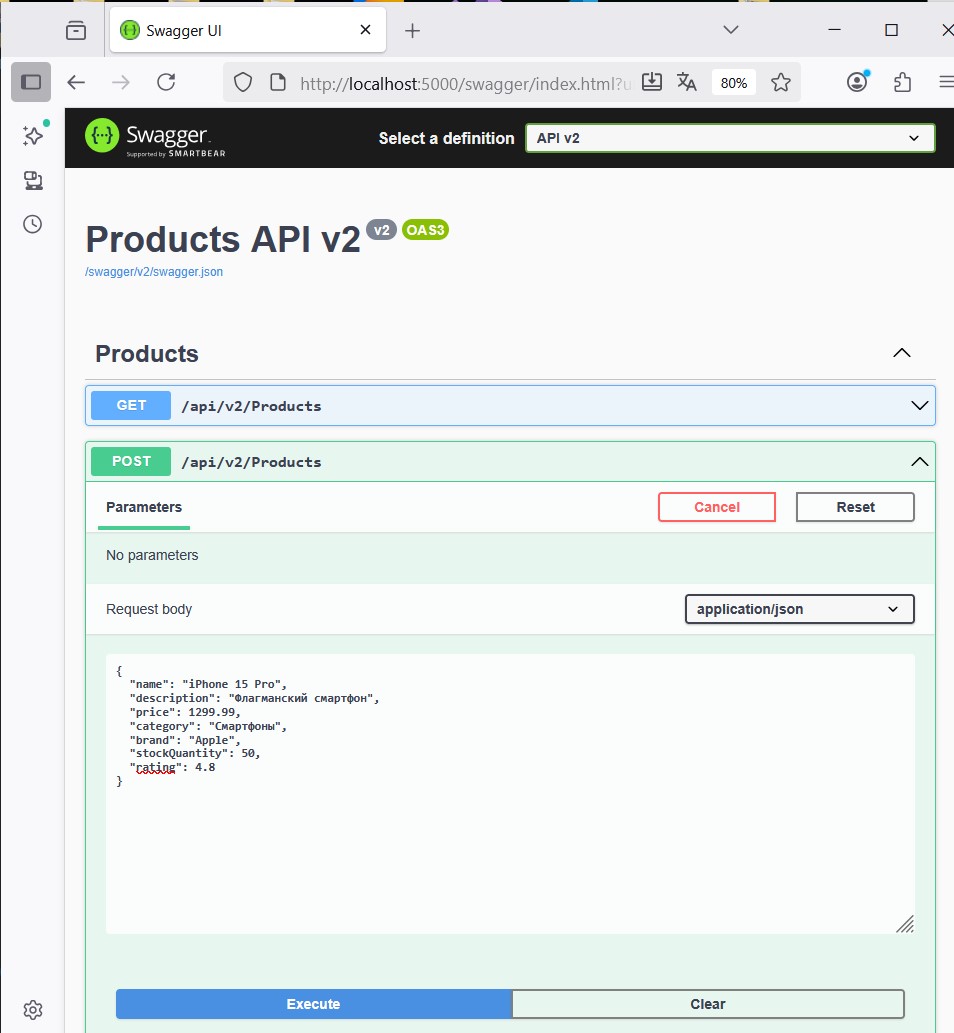 Swagger UI
http://localhost:5000/swagger/index.html?u
80%
Swagger
Supported by SMARTBEAR
Select a definition
API v2
Products API v2
v2
OAS3
/swagger/v2/swagger.json
Products
GET
/api/v2/Products
POST
/api/v2/Products
Parameters
Cancel
Reset
No parameters
Request body
application/json
{
"name": "iPhone 15 Pro",
"description": "Флагманский смартфон",
"price": 1299.99,
"category": "Смартфоны",
"brand": "Apple",
"stockQuantity": 50,
"rating": 4.8
}
Execute
Clear